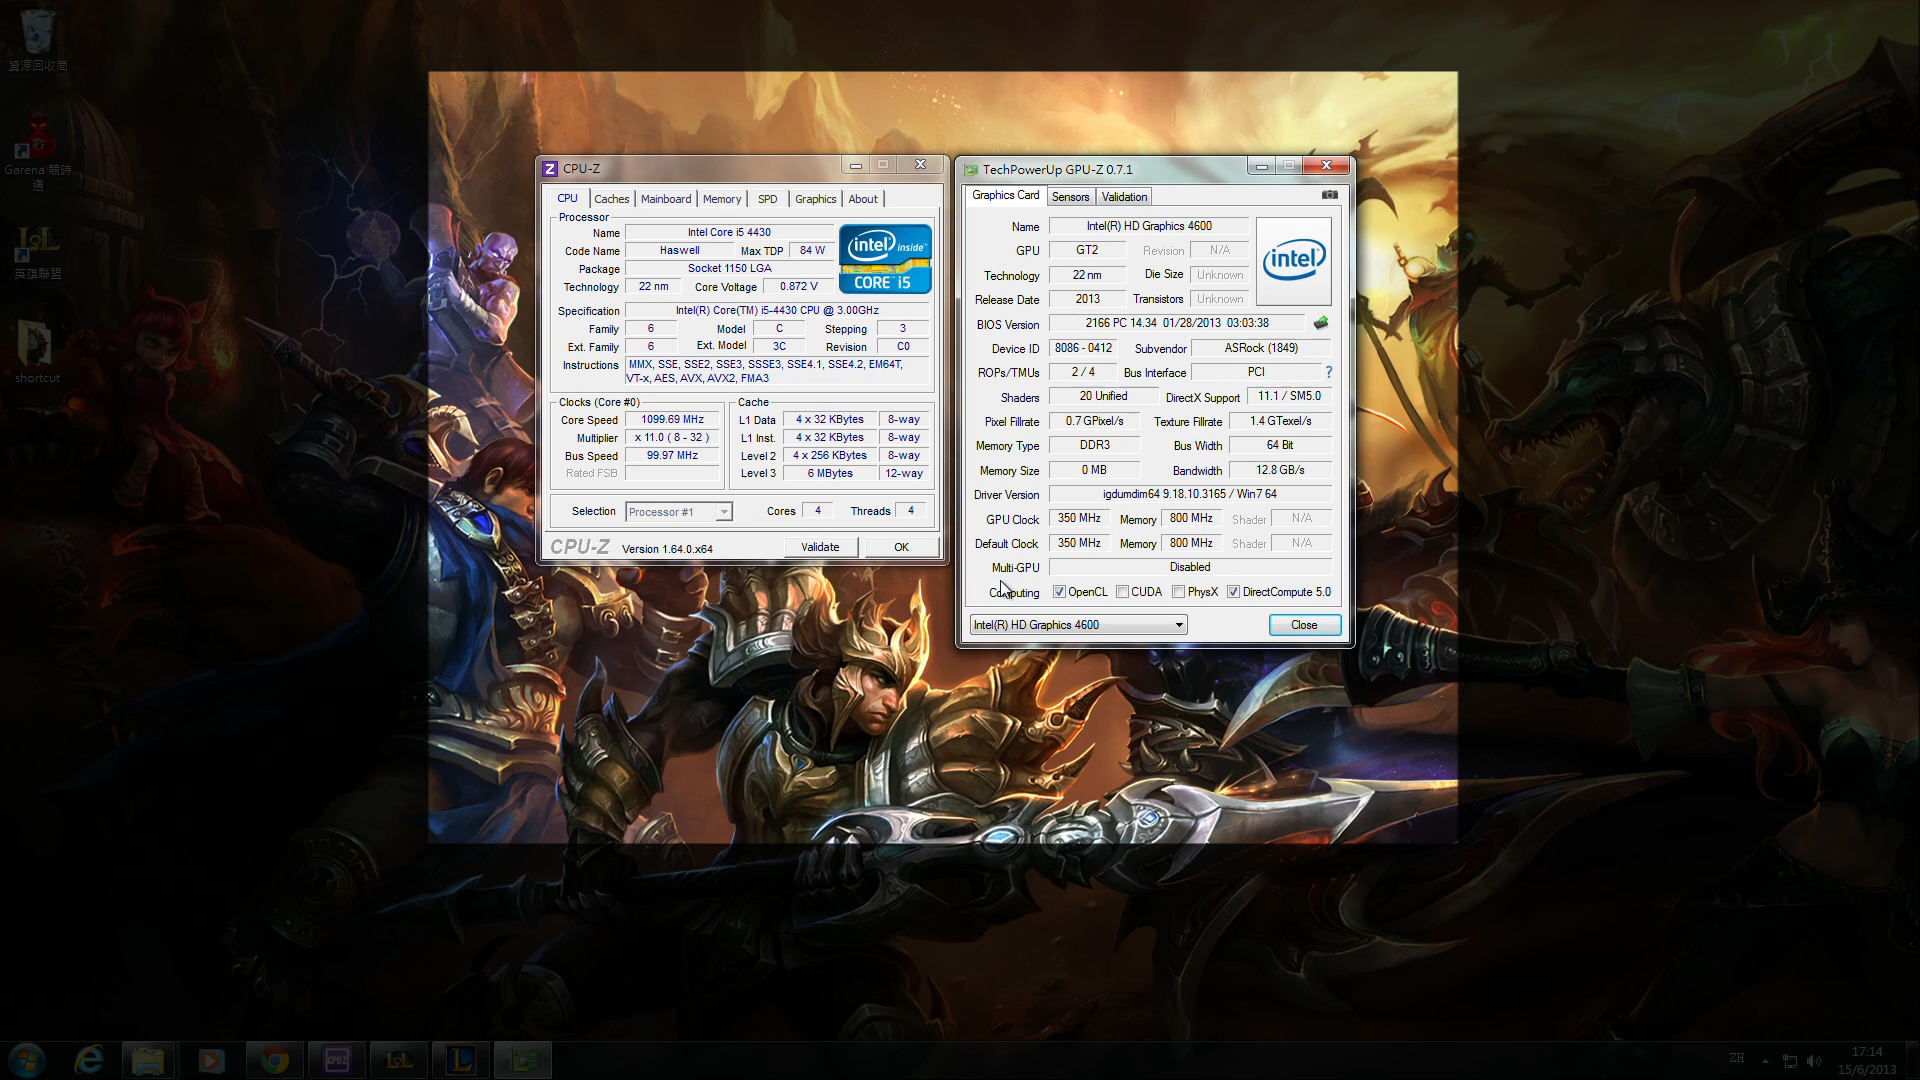 資源回收筒
Garena 競時
通
英雄聯盟
shortcut
CPU-Z
CPU Caches Mainboard Memory SPD Graphics About
Processor
Name Intel Core i5 4430
Code Name Haswell Max TDP 84 W
Package Socket 1150 LGA
Technology 22 nm Core Voltage 0.872 V
intel inside™
CORE i5
Specification Intel(R) Core(TM) i5-4430 CPU @ 3.00GHz
Family 6 Model C Stepping 3
Ext. Family 6 Ext. Model 3C Revision C0
Instructions MMX, SSE, SSE2, SSE3, SSSE3, SSE4.1, SSE4.2, EM64T,
VT-x, AES, AVX, AVX2, FMA3
Clocks (Core #0)
Core Speed 1099.69 MHz
Multiplier x 11.0 ( 8 - 32 )
Bus Speed 99.97 MHz
Rated FSB
Cache
L1 Data 4 x 32 KBytes 8-way
L1 Inst. 4 x 32 KBytes 8-way
Level 2 4 x 256 KBytes 8-way
Level 3 6 MBytes 12-way
Selection Processor #1 Cores 4 Threads 4
CPU-Z Version 1.64.0.x64 Validate OK
TechPowerUp GPU-Z 0.7.1
Graphics Card Sensors Validation
Name Intel(R) HD Graphics 4600
GPU GT2 Revision N/A
Technology 22 nm Die Size Unknown
Release Date 2013 Transistors Unknown
intel
BIOS Version 2166 PC 14.34 01/28/2013 03:03:38
Device ID 8086 - 0412 Subvendor ASRock (1849)
ROPs/TMUs 2 / 4 Bus Interface PCI ?
Shaders 20 Unified DirectX Support 11.1 / SM5.0
Pixel Fillrate 0.7 GPixel/s Texture Fillrate 1.4 GTexel/s
Memory Type DDR3 Bus Width 64 Bit
Memory Size 0 MB Bandwidth 12.8 GB/s
Driver Version igdumdim64 9.18.10.3165 / Win7 64
GPU Clock 350 MHz Memory 800 MHz Shader N/A
Default Clock 350 MHz Memory 800 MHz Shader N/A
Multi-GPU Disabled
Computing OpenCL CUDA PhysX DirectCompute 5.0
Intel(R) HD Graphics 4600 Close
ZH
17:14
15/6/2013